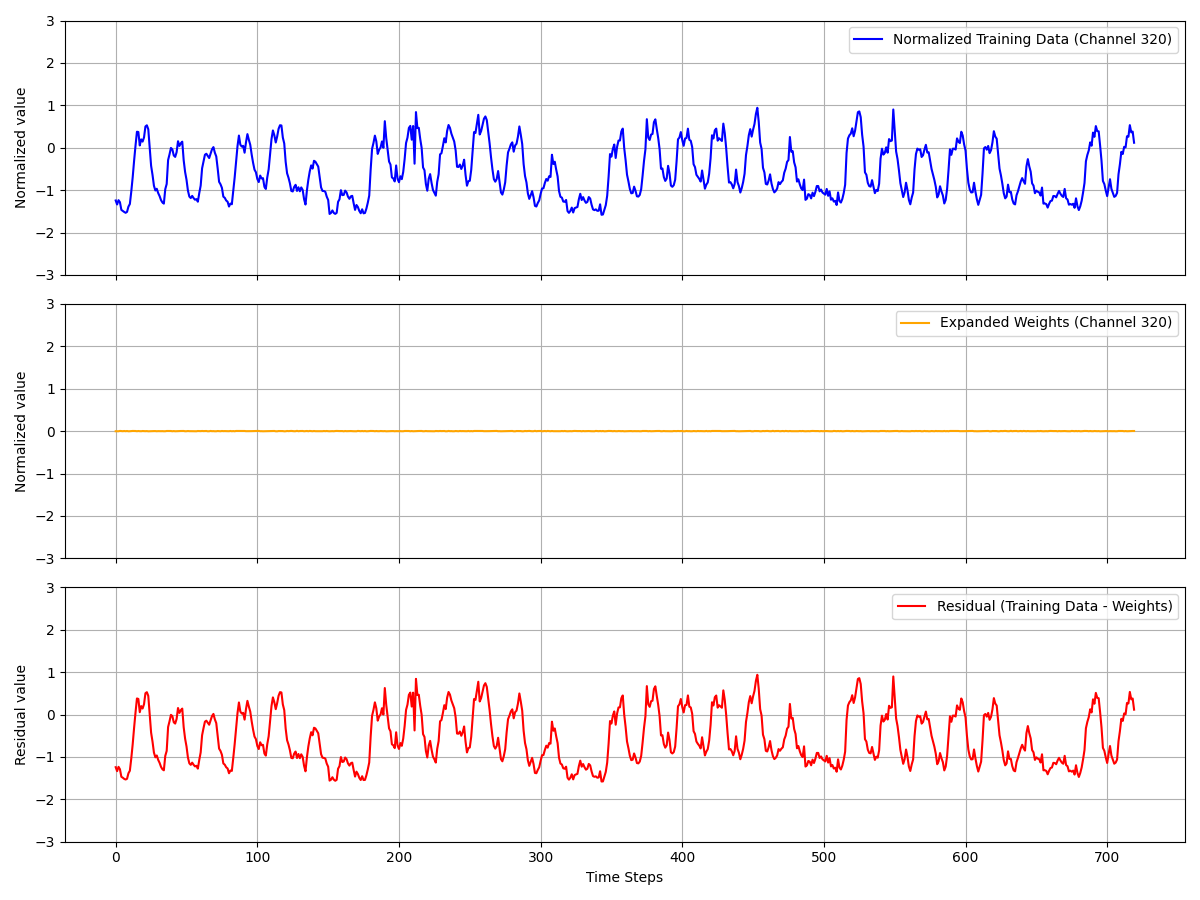 Normalized Training Data (Channel 320)
Normalized value
3
2
1
0
−1
−2
−3
Expanded Weights (Channel 320)
Normalized value
3
2
1
0
−1
−2
−3
Residual (Training Data - Weights)
Residual value
3
2
1
0
−1
−2
−3
0 100 200 300 400 500 600 700
Time Steps